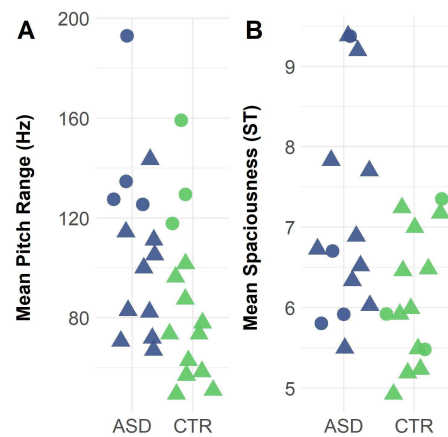 A
Mean Pitch Range (Hz)
200
160
120
80
ASD CTR
B
Mean Spaciousness (ST)
9
8
7
6
5
ASD CTR